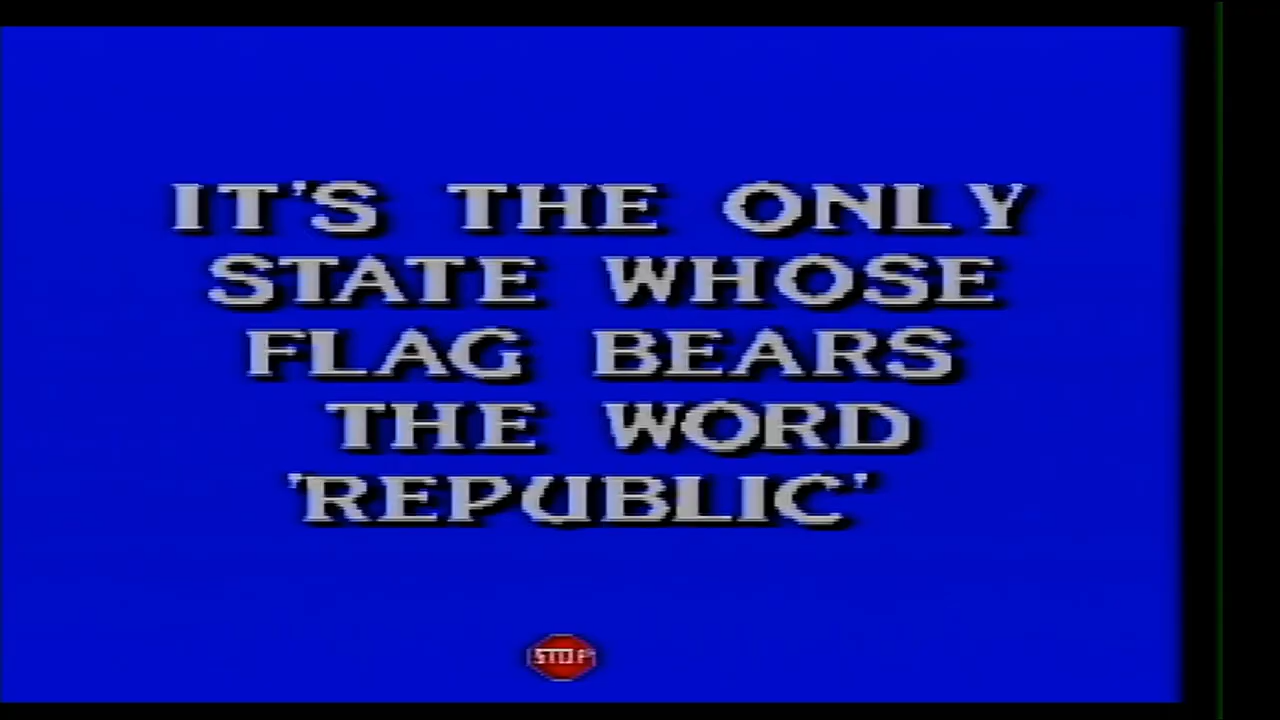 IT'S THE ONLY
STATE WHOSE
FLAG BEARS
THE WORD
'REPUBLIC'
STOP